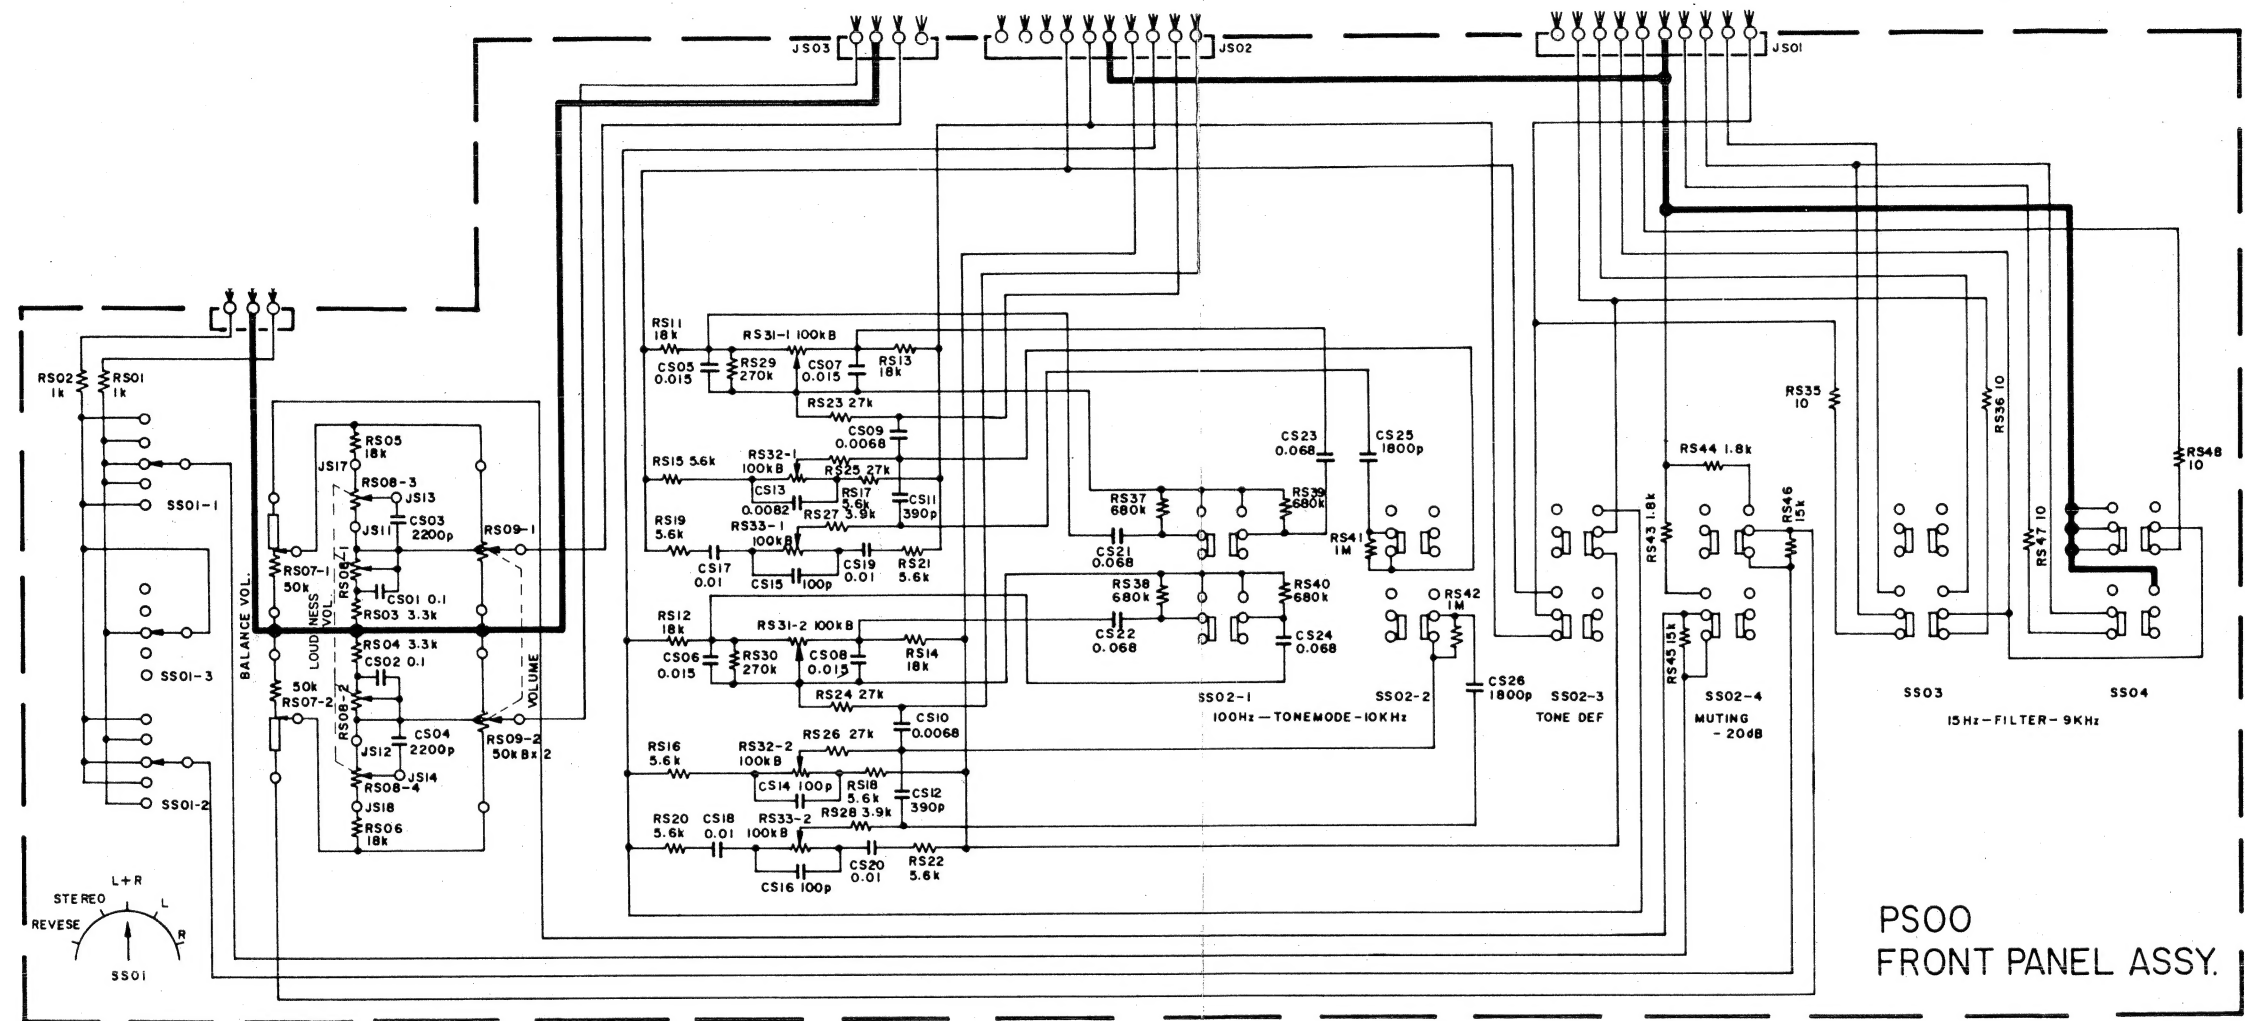 JS03
JS02
JS01
RS02
1k
RS01
1k
SS01-1
SS01-3
SS01-2
REVESE
STEREO
L+R
L
R
SS01
BALANCE VOL.
RS07-1
50k
50k
RS07-2
LOUDNESS
VOL
RS05
18k
JS17
RS08-3
JS13
JS11
CS03
2200p
RS08-1
CS01 0.1
RS03 3.3k
RS04 3.3k
CS02 0.1
RS08-2
CS04
2200p
JS12
JS14
RS08-4
JS18
RS06
18k
RS09-1
VOLUME
RS09-2
50kBx2
RS11
18k
RS31-1 100kB
CS05
0.015
RS29
270k
CS07
0.015
RS13
18k
RS23 27k
CS09
0.0068
RS15 5.6k
RS32-1
100kB
RS25 27k
CS13
0.0082
RS17
5.6k
CS11
390p
RS19
5.6k
RS33-1
100kB
RS27 3.9k
CS17
0.01
CS15
100p
CS19
0.01
RS21
5.6k
RS12
18k
RS31-2 100kB
CS06
0.015
RS30
270k
CS08
0.015
RS14
18k
RS24 27k
CS10
0.0068
RS26 27k
RS16
5.6k
RS32-2
100kB
CS14 100p
RS18
5.6k
CS12
390p
RS28 3.9k
RS20
5.6k
CS18
0.01
RS33-2
100kB
CS16 100p
CS20
0.01
RS22
5.6k
CS23
0.068
CS25
1800p
RS37
680k
RS39
680k
CS21
0.068
RS41
1M
RS38
680k
RS40
680k
CS22
0.068
CS24
0.068
RS42
1M
CS26
1800p
SS02-1
SS02-2
100Hz-TONEMODE-10KHz
SS02-3
TONE DEF
SS02-4
MUTING
-20dB
RS43 1.8k
RS44 1.8k
RS45 15k
RS46
15k
RS35
10
RS36 10
RS47 10
RS48
10
SS03
SS04
15Hz-FILTER-9KHz
PS00
FRONT PANEL ASSY.